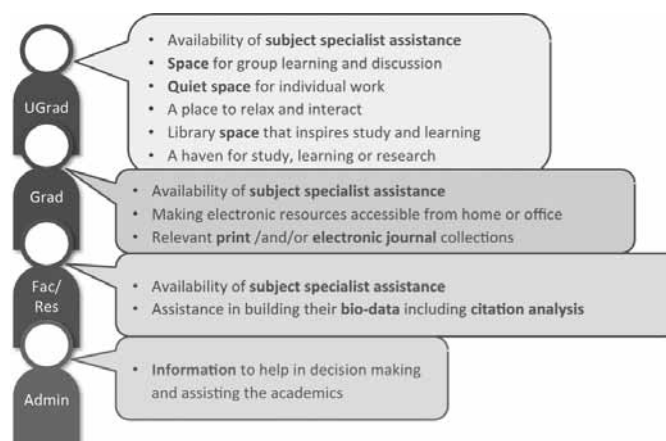 • Availability of subject specialist assistance
• Space for group learning and discussion
• Quiet space for individual work
• A place to relax and interact
• Library space that inspires study and learning
• A haven for study, learning or research
UGrad
• Availability of subject specialist assistance
• Making electronic resources accessible from home or office
• Relevant print /and/or electronic journal collections
Grad
• Availability of subject specialist assistance
• Assistance in building their bio-data including citation analysis
Fac/
Res
• Information to help in decision making
and assisting the academics
Admin